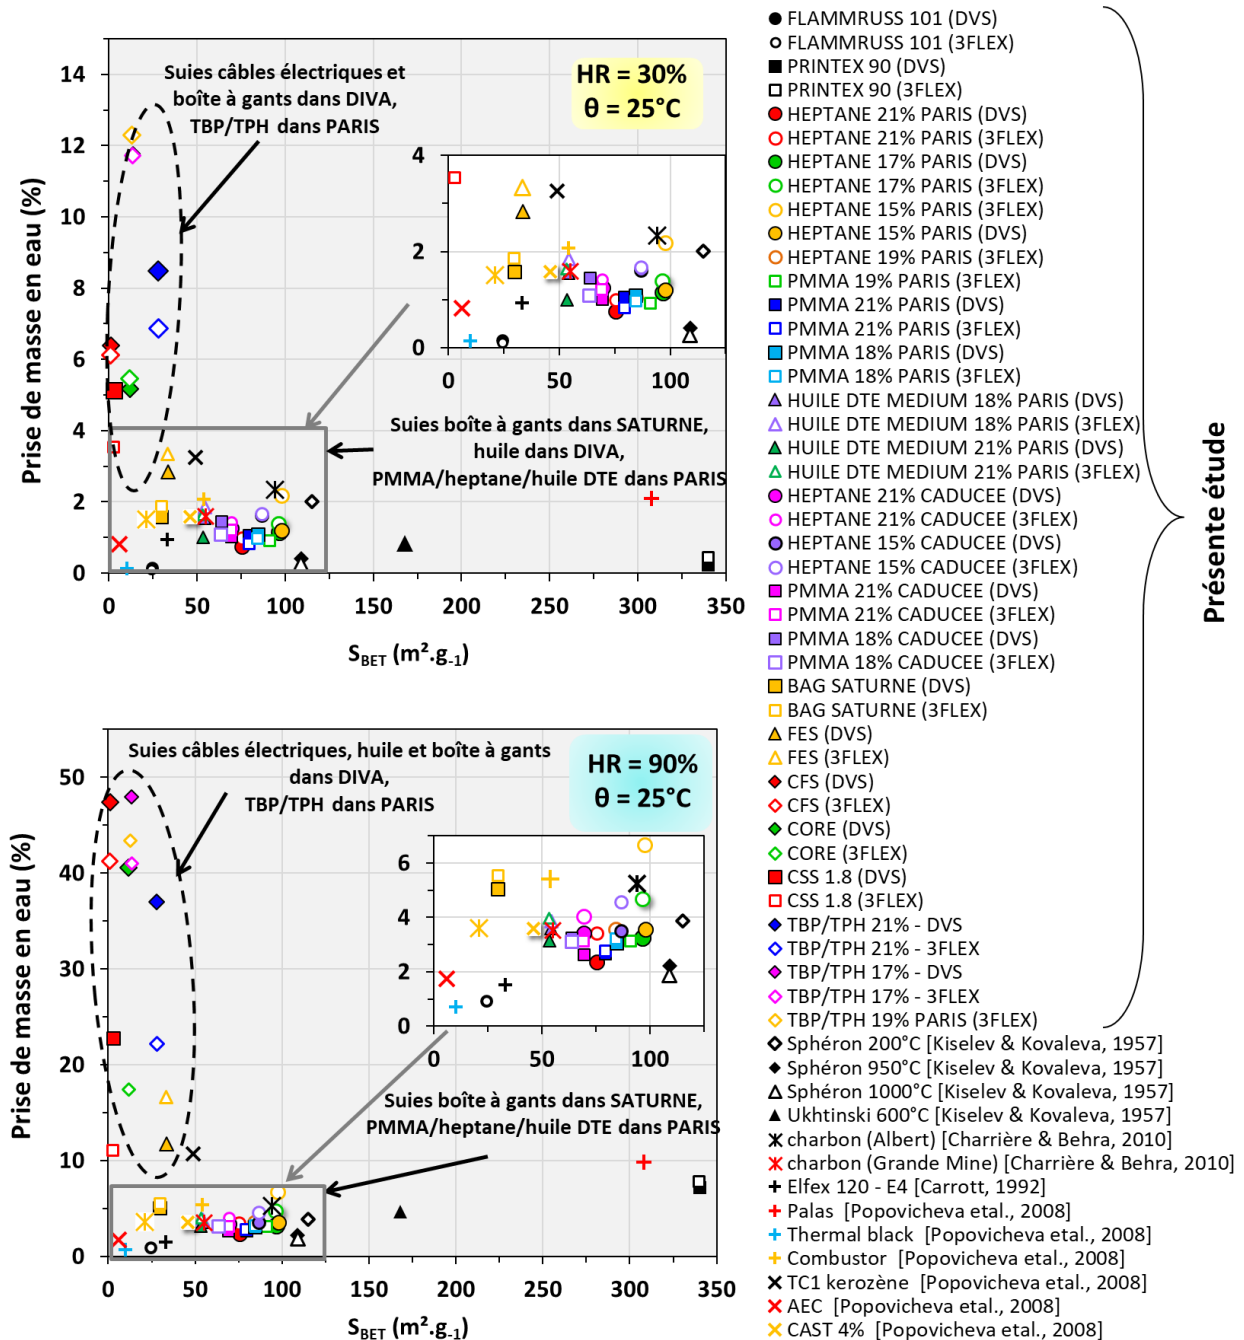 14
12
10
8
6
4
2
0
Prise de masse en eau (%)
Suies câbles électriques et
boîte à gants dans DIVA,
TBP/TPH dans PARIS
HR = 30%
θ = 25°C
4
2
0
0
50
100
Suies boîte à gants dans SATURNE,
huile dans DIVA,
PMMA/heptane/huile DTE dans PARIS
0
50
100
150
200
250
300
350
S_BET (m².g-1)
50
40
30
20
10
0
Prise de masse en eau (%)
Suies câbles électriques, huile et boîte à gants
dans DIVA,
TBP/TPH dans PARIS
HR = 90%
θ = 25°C
6
4
2
0
0
50
100
Suies boîte à gants dans SATURNE,
PMMA/heptane/huile DTE dans PARIS
0
50
100
150
200
250
300
350
S_BET (m².g-1)
FLAMMRUSS 101 (DVS)
FLAMMRUSS 101 (3FLEX)
PRINTEX 90 (DVS)
PRINTEX 90 (3FLEX)
HEPTANE 21% PARIS (DVS)
HEPTANE 21% PARIS (3FLEX)
HEPTANE 17% PARIS (DVS)
HEPTANE 17% PARIS (3FLEX)
HEPTANE 15% PARIS (3FLEX)
HEPTANE 15% PARIS (DVS)
HEPTANE 19% PARIS (3FLEX)
PMMA 19% PARIS (3FLEX)
PMMA 21% PARIS (DVS)
PMMA 21% PARIS (3FLEX)
PMMA 18% PARIS (DVS)
PMMA 18% PARIS (3FLEX)
HUILE DTE MEDIUM 18% PARIS (DVS)
HUILE DTE MEDIUM 18% PARIS (3FLEX)
HUILE DTE MEDIUM 21% PARIS (DVS)
HUILE DTE MEDIUM 21% PARIS (3FLEX)
HEPTANE 21% CADUCEE (DVS)
HEPTANE 21% CADUCEE (3FLEX)
HEPTANE 15% CADUCEE (DVS)
HEPTANE 15% CADUCEE (3FLEX)
PMMA 21% CADUCEE (DVS)
PMMA 21% CADUCEE (3FLEX)
PMMA 18% CADUCEE (DVS)
PMMA 18% CADUCEE (3FLEX)
BAG SATURNE (DVS)
BAG SATURNE (3FLEX)
FES (DVS)
FES (3FLEX)
CFS (DVS)
CFS (3FLEX)
CORE (DVS)
CORE (3FLEX)
CSS 1.8 (DVS)
CSS 1.8 (3FLEX)
TBP/TPH 21% - DVS
TBP/TPH 21% - 3FLEX
TBP/TPH 17% - DVS
TBP/TPH 17% - 3FLEX
TBP/TPH 19% PARIS (3FLEX)
Sphéron 200°C [Kiselev & Kovaleva, 1957]
Sphéron 950°C [Kiselev & Kovaleva, 1957]
Sphéron 1000°C [Kiselev & Kovaleva, 1957]
Ukhtinski 600°C [Kiselev & Kovaleva, 1957]
charbon (Albert) [Charrière & Behra, 2010]
charbon (Grande Mine) [Charrière & Behra, 2010]
Elfex 120 - E4 [Carrott, 1992]
Palas [Popovicheva etal., 2008]
Thermal black [Popovicheva etal., 2008]
Combustor [Popovicheva etal., 2008]
TC1 kerozène [Popovicheva etal., 2008]
AEC [Popovicheva etal., 2008]
CAST 4% [Popovicheva etal., 2008]
Présente étude